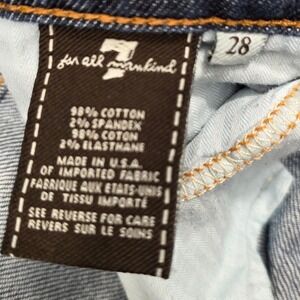 7
for all mankind
28
98% COTTON
2% SPANDEX
98% COTON
2% ELASTHANE
MADE IN U.S.A.
OF IMPORTED FABRIC
FABRIQUE AUX ETATS-UNIS
DE TISSU IMPORTÉ
SEE REVERSE FOR CARE
REVERS SUR LE SOINS